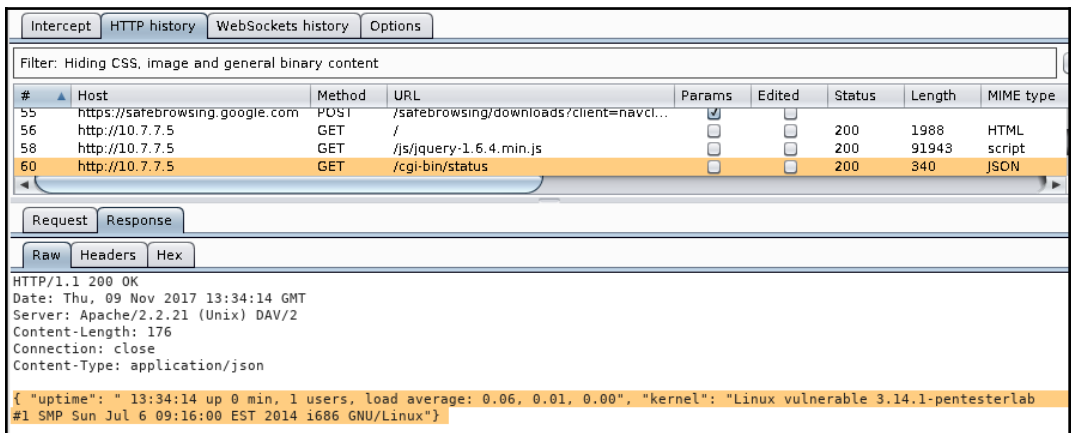 Intercept HTTP history WebSockets history Options
Filter: Hiding CSS, image and general binary content
# Host Method URL Params Edited Status Length MIME type
55 https://safebrowsing.google.com POST /safebrowsing/downloads?client=navcl...
56 http://10.7.7.5 GET / 200 1988 HTML
58 http://10.7.7.5 GET /js/jquery-1.6.4.min.js 200 91943 script
60 http://10.7.7.5 GET /cgi-bin/status 200 340 JSON
Request Response
Raw Headers Hex
HTTP/1.1 200 OK
Date: Thu, 09 Nov 2017 13:34:14 GMT
Server: Apache/2.2.21 (Unix) DAV/2
Content-Length: 176
Connection: close
Content-Type: application/json
{ "uptime": " 13:34:14 up 0 min, 1 users, load average: 0.06, 0.01, 0.00", "kernel": "Linux vulnerable 3.14.1-pentesterlab
#1 SMP Sun Jul 6 09:16:00 EST 2014 i686 GNU/Linux"}